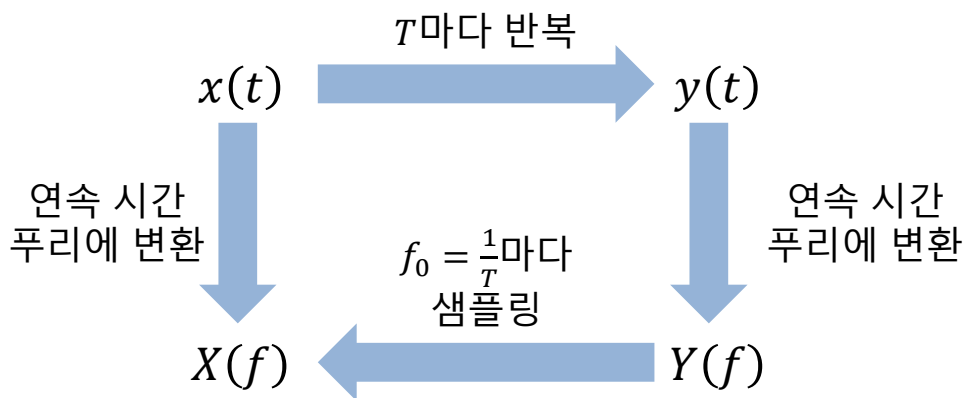 T마다 반복
x(t)
y(t)
연속 시간
푸리에 변환
연속 시간
푸리에 변환
f₀ = 1/T마다
샘플링
X(f)
Y(f)